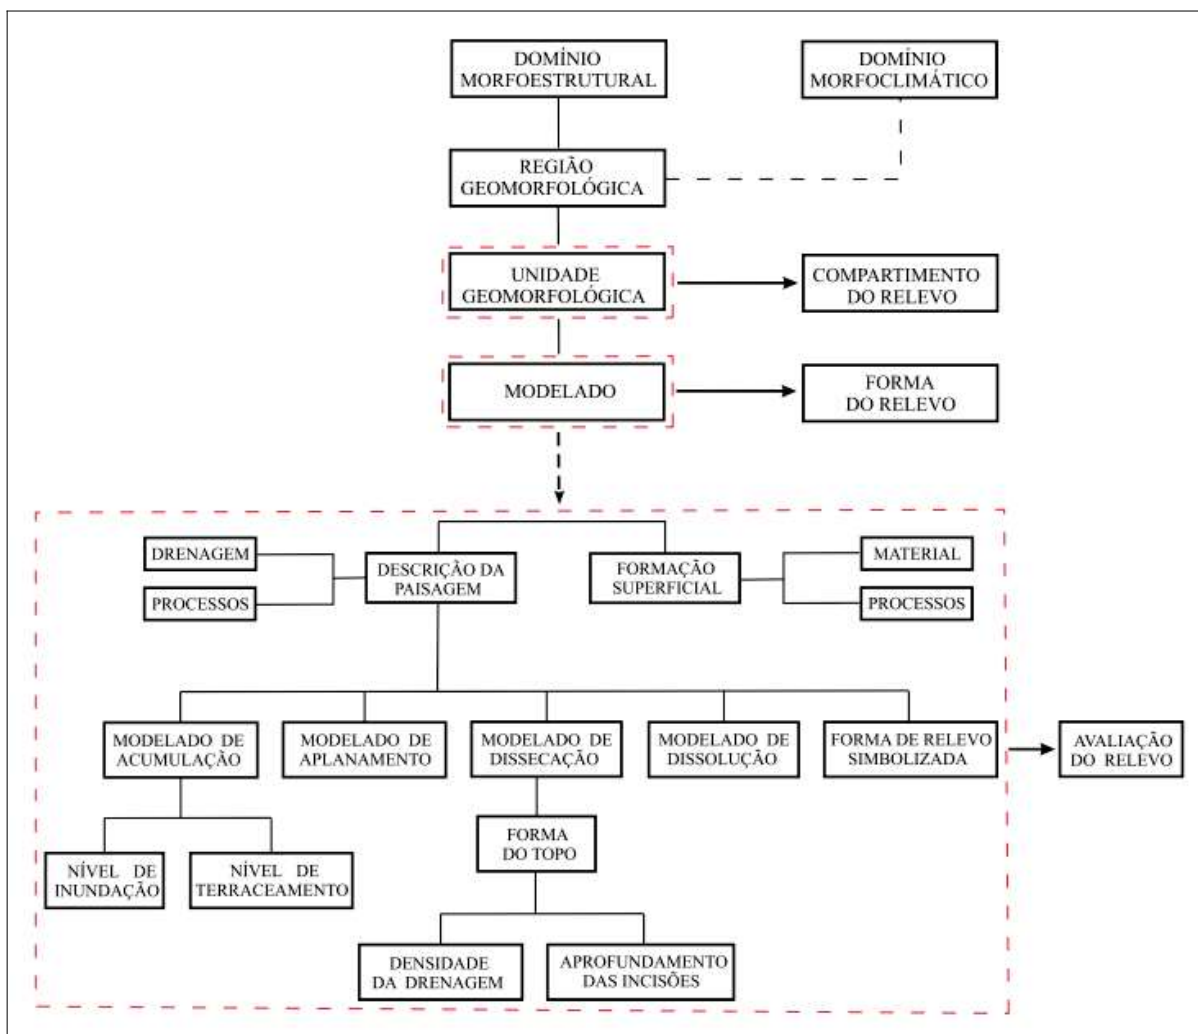 DOMÍNIO
MORFOESTRUTURAL
DOMÍNIO
MORFOCLIMÁTICO
REGIÃO
GEOMORFOLÓGICA
UNIDADE
GEOMORFOLÓGICA
COMPARTIMENTO
DO RELEVO
MODELADO
FORMA
DO RELEVO
DRENAGEM
PROCESSOS
DESCRIÇÃO DA
PAISAGEM
FORMAÇÃO
SUPERFICIAL
MATERIAL
PROCESSOS
MODELADO DE
ACUMULAÇÃO
MODELADO DE
APLANAMENTO
MODELADO DE
DISSECAÇÃO
MODELADO DE
DISSOLUÇÃO
FORMA DE RELEVO
SIMBOLIZADA
AVALIAÇÃO
DO RELEVO
NÍVEL DE
INUNDAÇÃO
NÍVEL DE
TERRACEAMENTO
FORMA
DO TOPO
DENSIDADE
DA DRENAGEM
APROFUNDAMENTO
DAS INCISÕES